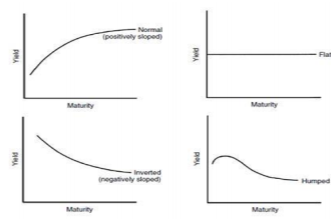 Yield
Normal
(positively sloped)
Maturity
Yield
Flat
Maturity
Yield
Inverted
(negatively sloped)
Maturity
Yield
Humped
Maturity